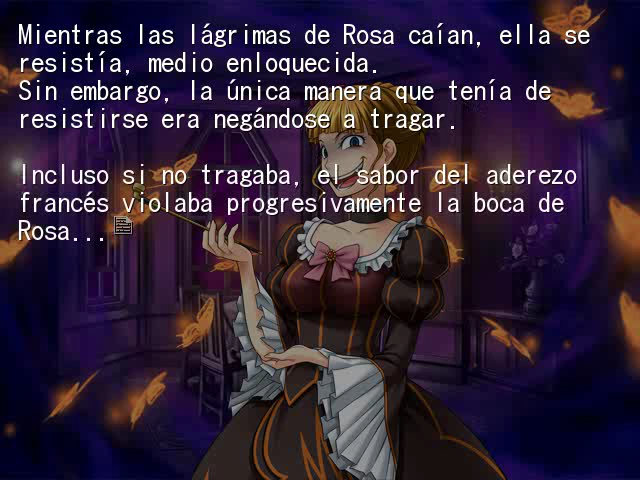 Mientras las lágrimas de Rosa caían, ella se
resistía, medio enloquecida.
Sin embargo, la única manera que tenía de
resistirse era negándose a tragar.
Incluso si no tragaba, el sabor del aderezo
francés violaba progresivamente la boca de
Rosa...